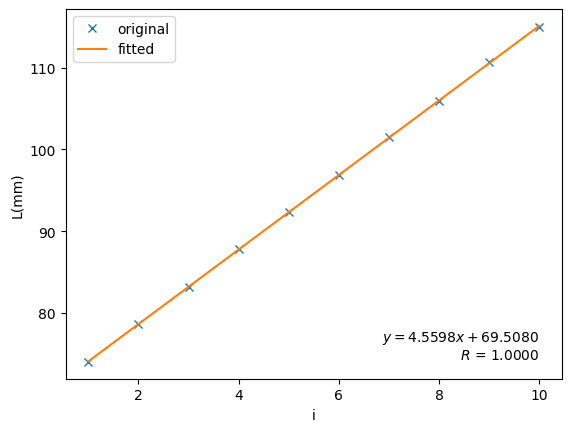 original
fitted
110
100
90
80
L(mm)
y = 4.5598x + 69.5080
R = 1.0000
2
4
6
8
10
i